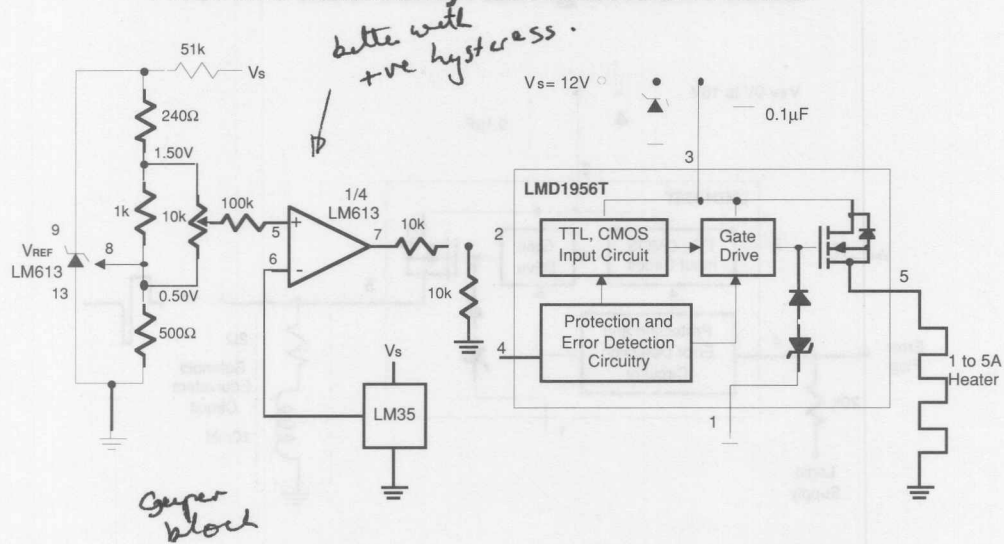 better with
+ve hysteress.
51k
Vs
240Ω
1.50V
1k
10k
100k
1/4
LM613
5
+
6
-
7
10k
10k
9
VREF
8
LM613
13
0.50V
500Ω
Vs
LM35
Vs= 12V
0.1µF
3
LMD1956T
2
TTL, CMOS
Input Circuit
Gate
Drive
Protection and
Error Detection
Circuitry
4
1
5
1 to 5A
Heater
block